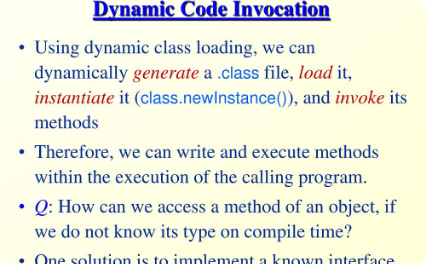 Dynamic Code Invocation
• Using dynamic class loading, we can
dynamically generate a .class file, load it,
instantiate it (class.newInstance()), and invoke its
methods
• Therefore, we can write and execute methods
within the execution of the calling program.
• Q: How can we access a method of an object, if
we do not know its type on compile time?
• One solution is to implement a known interface